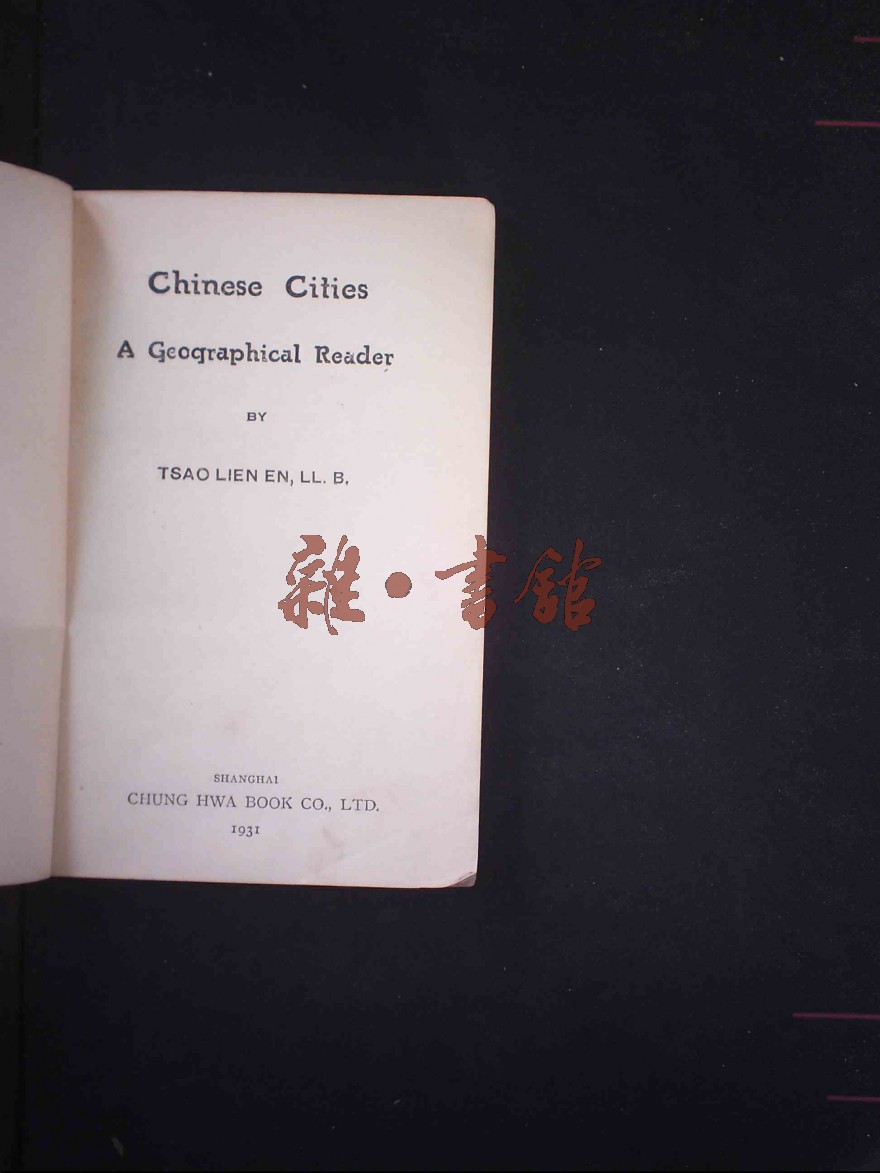 Chinese Cities
A Geographical Reader
BY
TSAO LIEN EN, LL. B.
雜·書館
SHANGHAI
CHUNG HWA BOOK CO., LTD.
1931